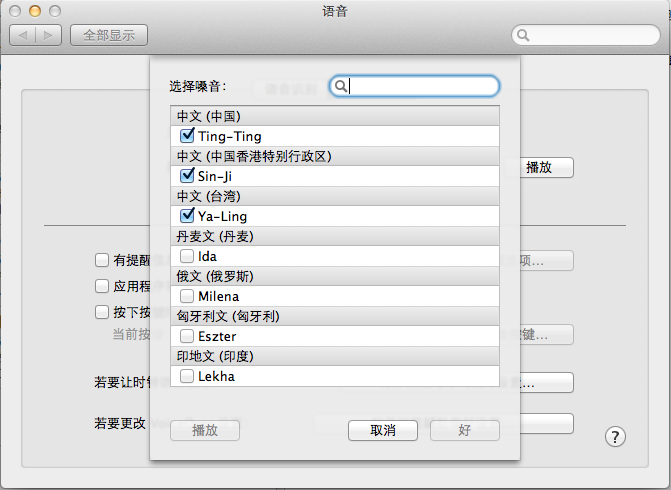 语音
全部显示
选择嗓音：
中文 (中国)
Ting-Ting
中文 (中国香港特别行政区)
Sin-Ji
中文 (台湾)
Ya-Ling
丹麦文 (丹麦)
Ida
俄文 (俄罗斯)
Milena
匈牙利文 (匈牙利)
Eszter
印地文 (印度)
Lekha
播放
取消
好
播放
有提醒
项...
应用程
按下按
当前按
按键...
若要让时钟
...
若要更改
?